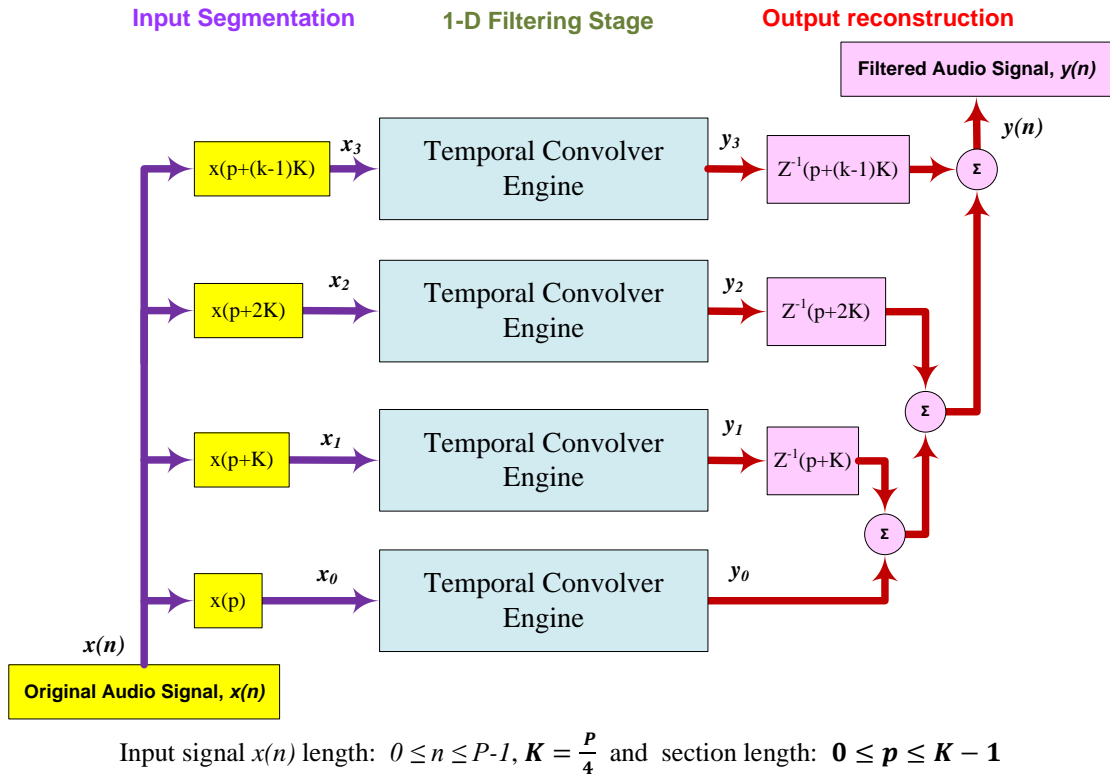 Input Segmentation
1-D Filtering Stage
Output reconstruction
Filtered Audio Signal, y(n)
y(n)
x(p+(k-1)K)
x₃
Temporal Convolver
Engine
y₃
Z⁻¹(p+(k-1)K)
Σ
x(p+2K)
x₂
Temporal Convolver
Engine
y₂
Z⁻¹(p+2K)
Σ
x(p+K)
x₁
Temporal Convolver
Engine
y₁
Z⁻¹(p+K)
Σ
x(p)
x₀
Temporal Convolver
Engine
y₀
x(n)
Original Audio Signal, x(n)
Input signal x(n) length: 0 ≤ n ≤ P-1, K = P/4 and section length: 0 ≤ p ≤ K − 1